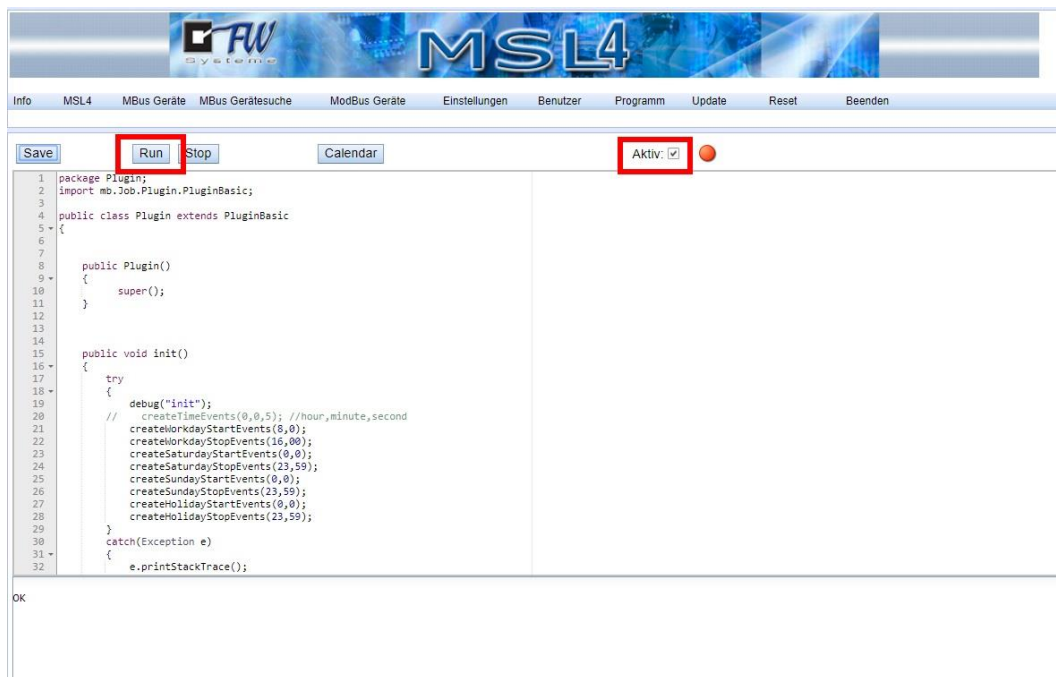 FW
Systeme
MSL4
Info MSL4 MBus Geräte MBus Gerätesuche ModBus Geräte Einstellungen Benutzer Programm Update Reset Beenden
Save Run Stop Calendar Aktiv:
1 package Plugin;
2 import mb.Job.Plugin.PluginBasic;
3
4 public class Plugin extends PluginBasic
5 {
6
7
8 public Plugin()
9 {
10 super();
11 }
12
13
14
15 public void init()
16 {
17 try
18 {
19 debug("init");
20 // createTimeEvents(0,0,5); //hour,minute,second
21 createWorkdayStartEvents(8,0);
22 createWorkdayStopEvents(16,00);
23 createSaturdayStartEvents(0,0);
24 createSaturdayStopEvents(23,59);
25 createSundayStartEvents(0,0);
26 createSundayStopEvents(23,59);
27 createHolidayStartEvents(0,0);
28 createHolidayStopEvents(23,59);
29 }
30 catch(Exception e)
31 {
32 e.printStackTrace();
OK